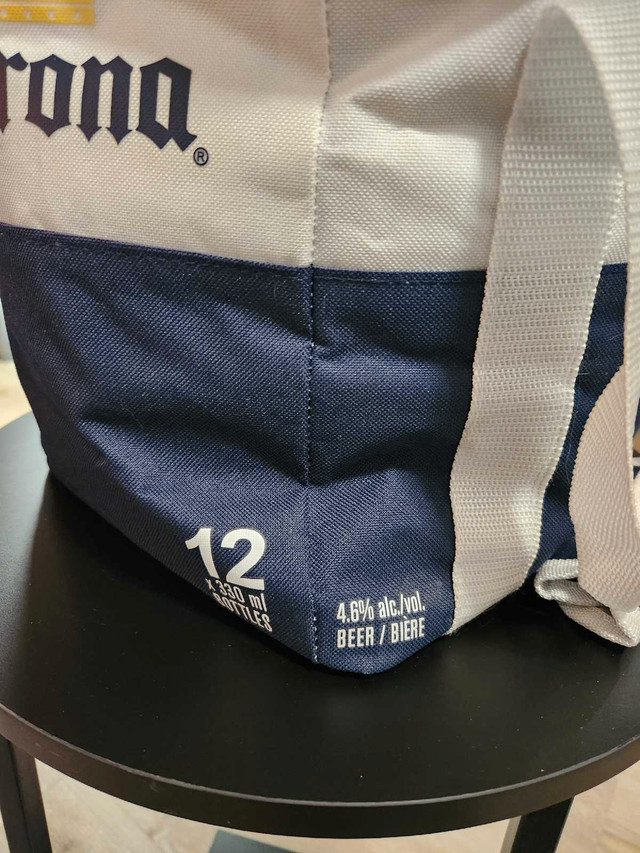 rona®
12
x 330 ml
BOTTLES
4.6% alc./vol.
BEER / BIÈRE